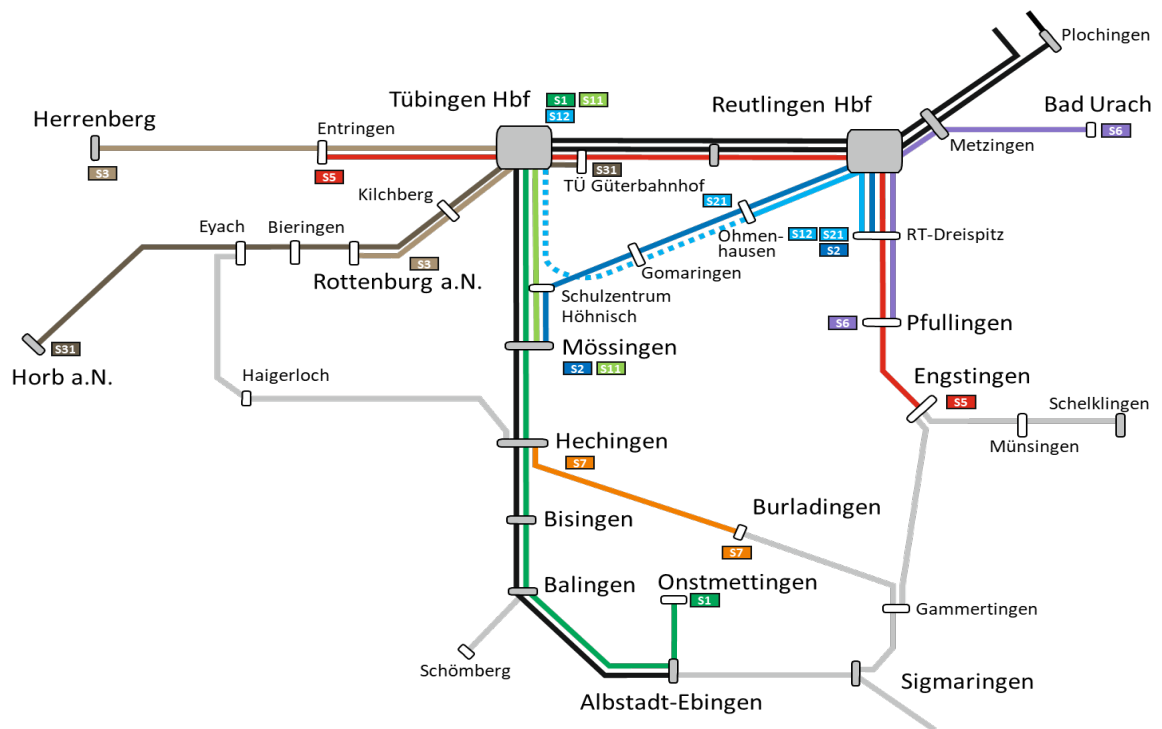 Plochingen
Tübingen Hbf
S1 S11
S12
Reutlingen Hbf
Bad Urach
S6
Herrenberg
S3
Entringen
S5
Metzingen
TÜ Güterbahnhof
S31
Kilchberg
S21
Eyach
Bieringen
Rottenburg a.N.
S3
Ohmen-
hausen
S12 S21
S2
RT-Dreispitz
Gomaringen
Schulzentrum
Höhnisch
S6
Pfullingen
S31
Horb a.N.
Mössingen
S2 S11
Haigerloch
Engstingen
S5
Schelklingen
Münsingen
Hechingen
S7
Burladingen
S7
Bisingen
Balingen
Onstmettingen
S1
Gammertingen
Schömberg
Albstadt-Ebingen
Sigmaringen